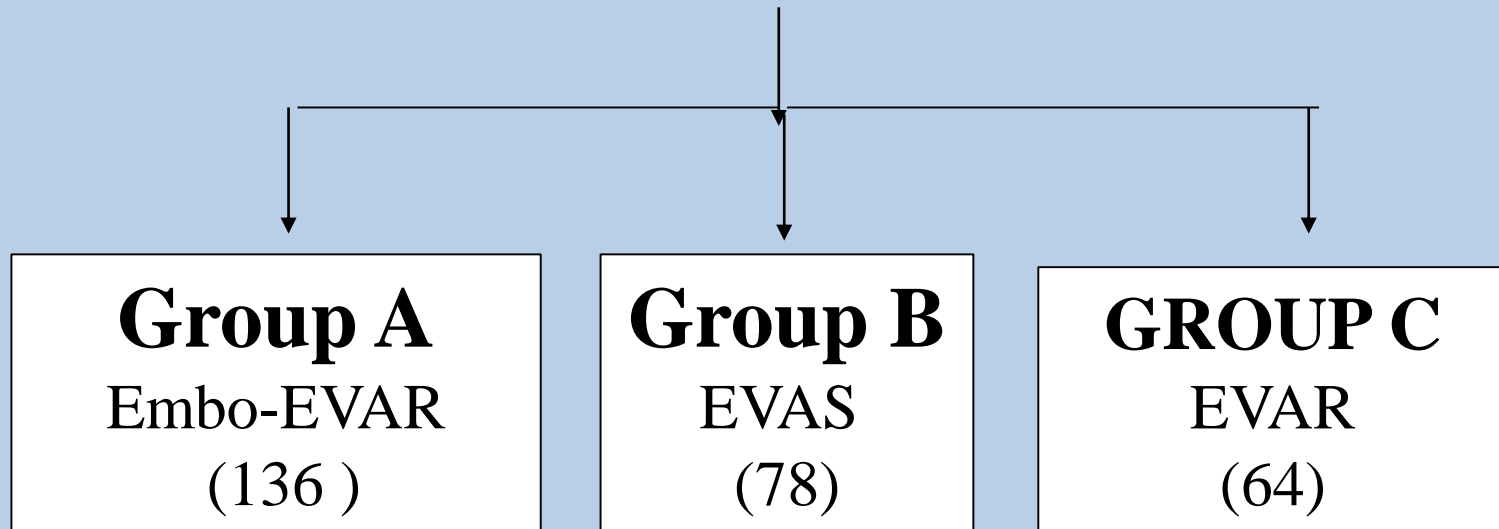 Group A
Embo-EVAR
(136 )
Group B
EVAS
(78)
GROUP C
EVAR
(64)